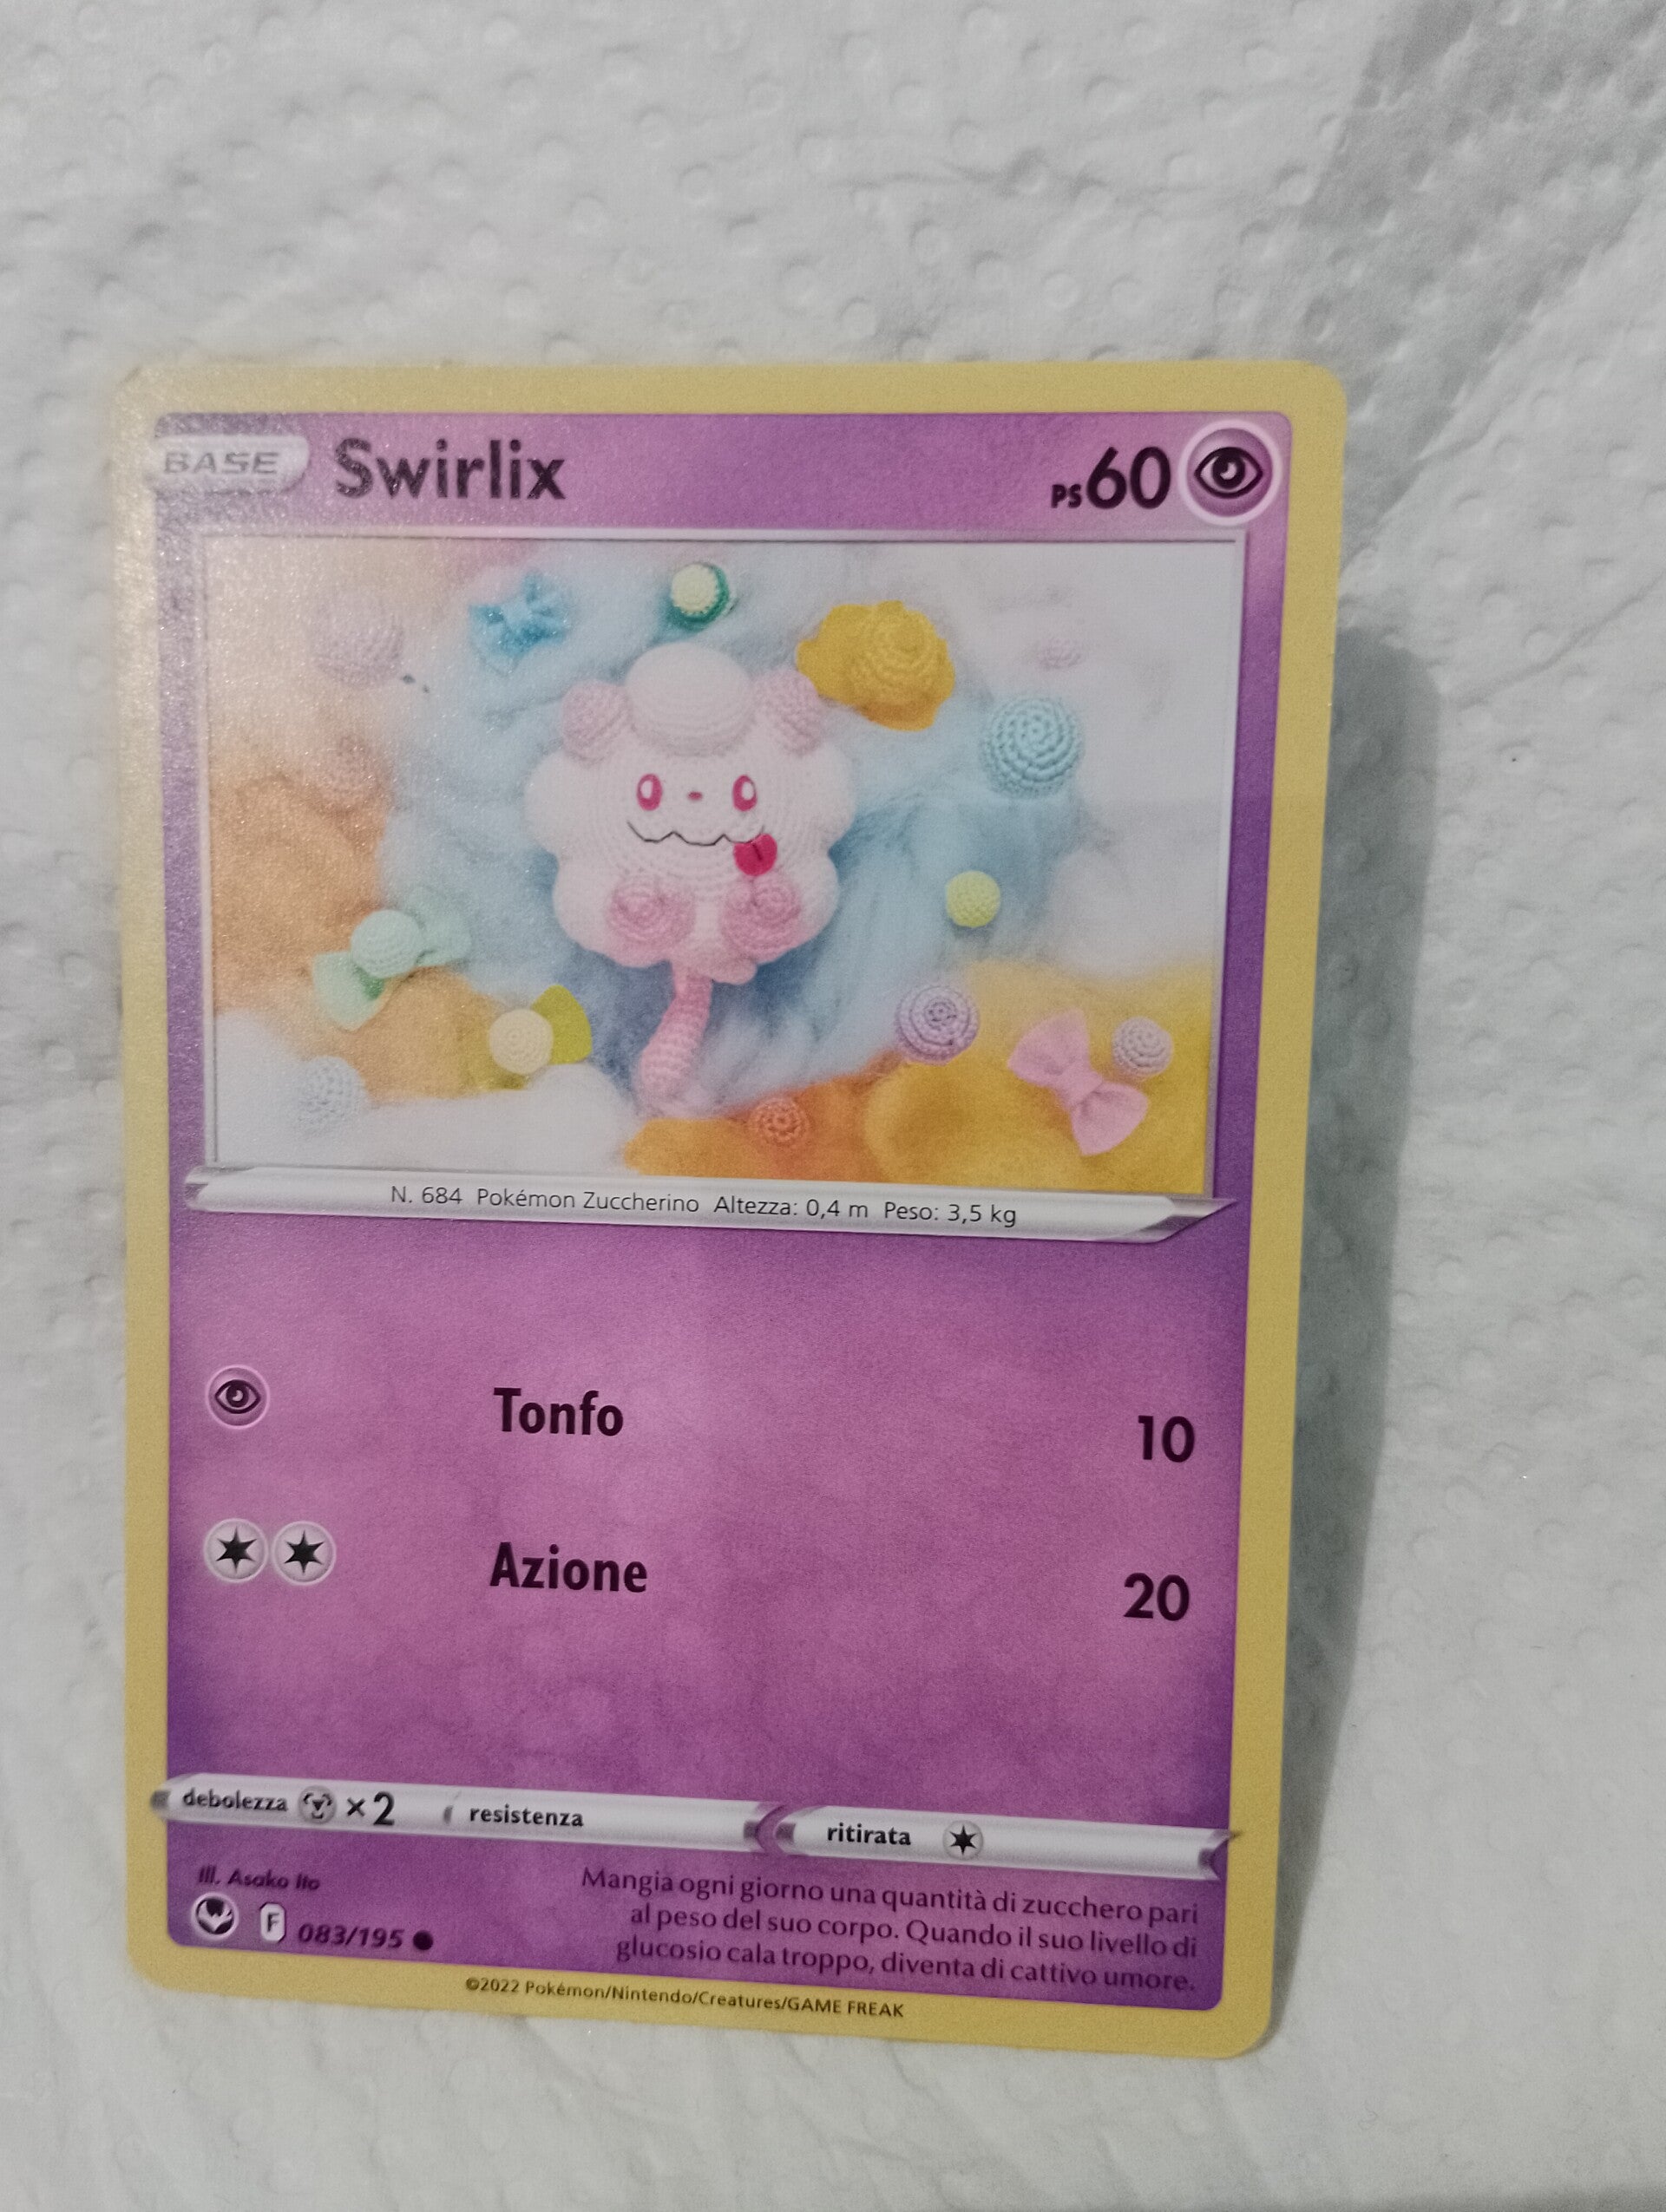 BASE Swirlix PS60
N. 684 Pokémon Zuccherino Altezza: 0,4 m Peso: 3,5 kg
Tonfo 10
Azione 20
debolezza ×2 resistenza ritirata
Ill. Asako Ito
F 083/195
Mangia ogni giorno una quantità di zucchero pari
al peso del suo corpo. Quando il suo livello di
glucosio cala troppo, diventa di cattivo umore.
©2022 Pokémon/Nintendo/Creatures/GAME FREAK